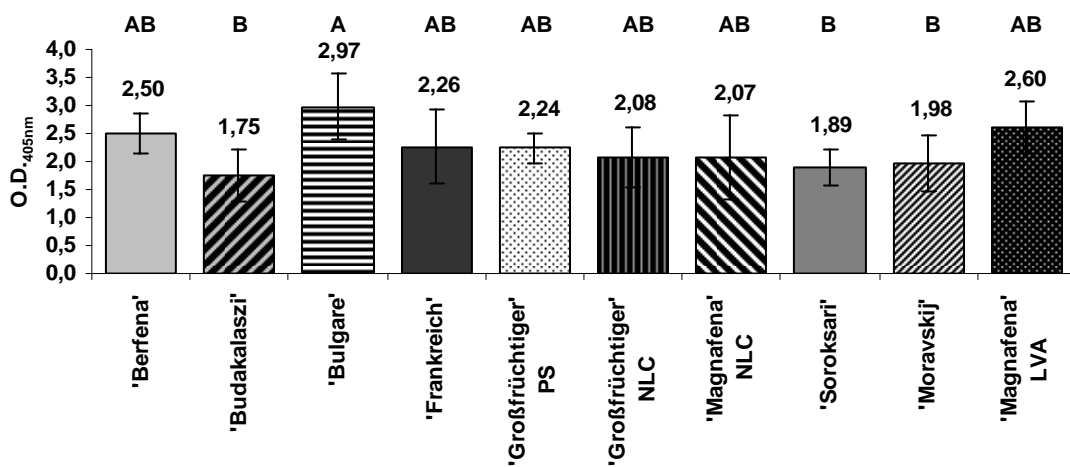 AB B A AB AB AB AB B B AB
4,0
3,5
3,0
2,5
2,0
1,5
1,0
0,5
0,0
O.D.405nm
2,50
1,75
2,97
2,26
2,24
2,08
2,07
1,89
1,98
2,60
'Berfena'
'Budakalaszi'
'Bulgare'
'Frankreich'
'Großfrüchtiger'
PS
'Großfrüchtiger'
NLC
'Magnafena'
NLC
'Soroksari'
'Moravskij'
'Magnafena'
LVA